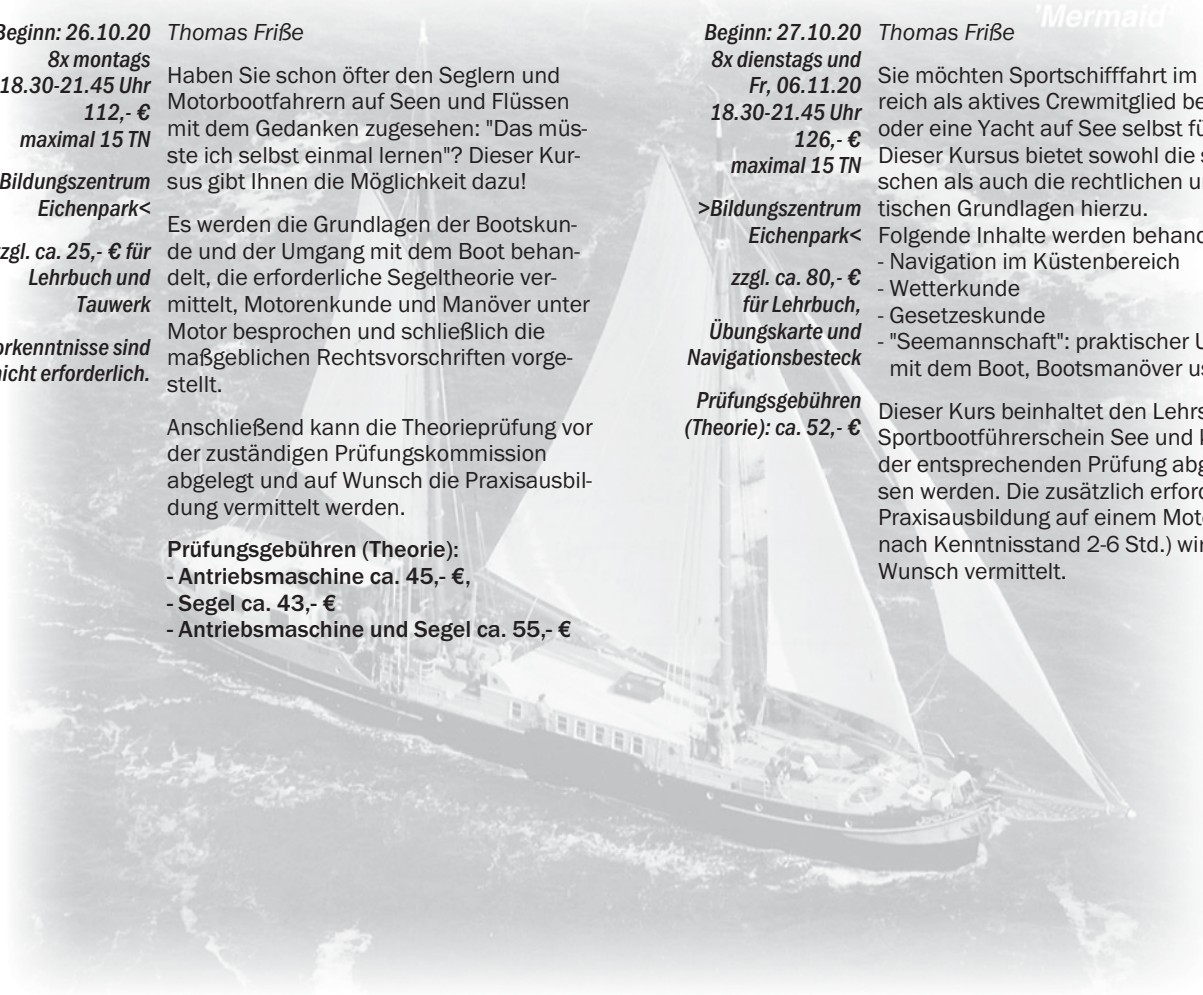 Beginn: 26.10.20
8x montags
18.30-21.45 Uhr
112,- €
maximal 15 TN
Bildungszentrum
Eichenpark<
zgl. ca. 25,- € für
Lehrbuch und
Tauwerk
orkenntnisse sind
nicht erforderlich.
Thomas Friße
Haben Sie schon öfter den Seglern und
Motorbootfahrern auf Seen und Flüssen
mit dem Gedanken zugesehen: "Das müs-
ste ich selbst einmal lernen"? Dieser Kur-
sus gibt Ihnen die Möglichkeit dazu!
Es werden die Grundlagen der Bootskun-
de und der Umgang mit dem Boot behan-
delt, die erforderliche Segeltheorie ver-
mittelt, Motorenkunde und Manöver unter
Motor besprochen und schließlich die
maßgeblichen Rechtsvorschriften vorge-
stellt.
Anschließend kann die Theorieprüfung vor
der zuständigen Prüfungskommission
abgelegt und auf Wunsch die Praxisausbil-
dung vermittelt werden.
Prüfungsgebühren (Theorie):
- Antriebsmaschine ca. 45,- €,
- Segel ca. 43,- €
- Antriebsmaschine und Segel ca. 55,- €
'Mermaid'
Beginn: 27.10.20
8x dienstags und
Fr, 06.11.20
18.30-21.45 Uhr
126,- €
maximal 15 TN
>Bildungszentrum
Eichenpark<
zzgl. ca. 80,- €
für Lehrbuch,
Übungskarte und
Navigationsbesteck
Prüfungsgebühren
(Theorie): ca. 52,- €
Thomas Friße
Sie möchten Sportschifffahrt im
reich als aktives Crewmitglied be
oder eine Yacht auf See selbst fü
Dieser Kursus bietet sowohl die s
schen als auch die rechtlichen u
tischen Grundlagen hierzu.
Folgende Inhalte werden behand
- Navigation im Küstenbereich
- Wetterkunde
- Gesetzeskunde
- "Seemannschaft": praktischer U
mit dem Boot, Bootsmanöver us
Dieser Kurs beinhaltet den Lehrs
Sportbootführerschein See und k
der entsprechenden Prüfung abg
sen werden. Die zusätzlich erford
Praxisausbildung auf einem Moto
nach Kenntnisstand 2-6 Std.) wir
Wunsch vermittelt.